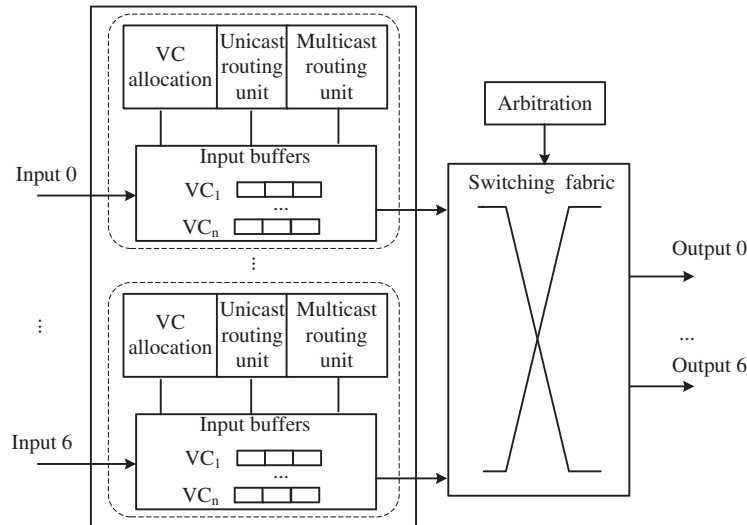 VC
allocation
Unicast
routing
unit
Multicast
routing
unit
Input buffers
VC1
...
VCn
Input 0
...
...
VC
allocation
Unicast
routing
unit
Multicast
routing
unit
Input buffers
VC1
...
VCn
Input 6
Arbitration
Switching fabric
Output 0
...
Output 6